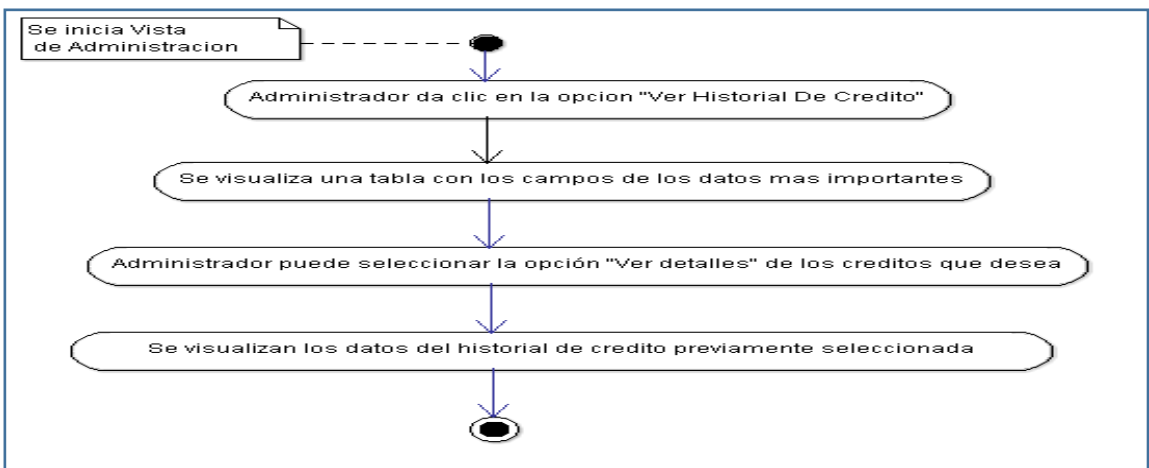 Se inicia Vista
de Administracion
Administrador da clic en la opcion "Ver Historial De Credito"
Se visualiza una tabla con los campos de los datos mas importantes
Administrador puede seleccionar la opción "Ver detalles" de los creditos que desea
Se visualizan los datos del historial de credito previamente seleccionada